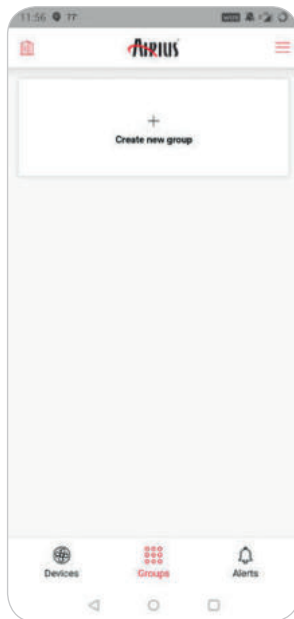 11:56
AIRIUS
+
Create new group
Devices
Groups
Alerts